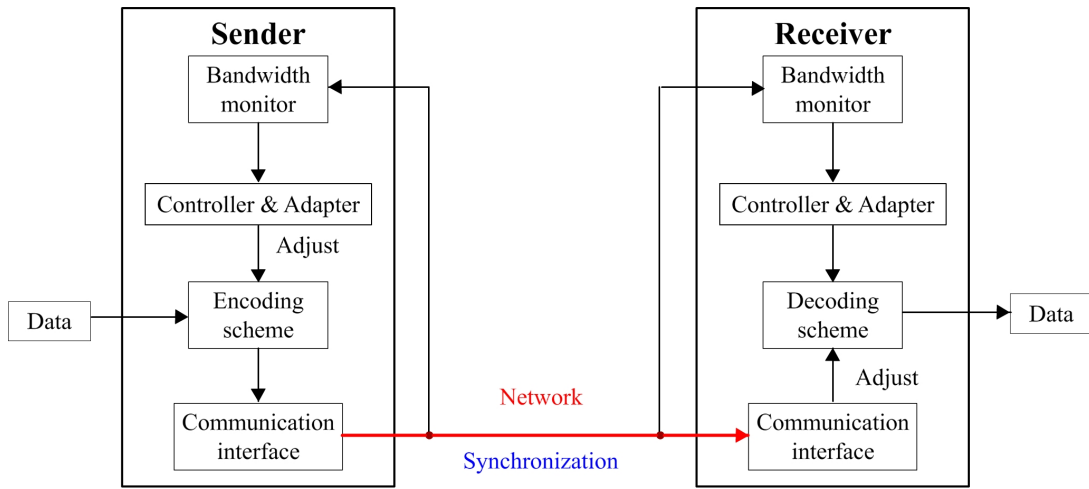 Sender
Bandwidth
monitor
Controller & Adapter
Adjust
Data
Encoding
scheme
Communication
interface
Network
Synchronization
Receiver
Bandwidth
monitor
Controller & Adapter
Decoding
scheme
Data
Adjust
Communication
interface